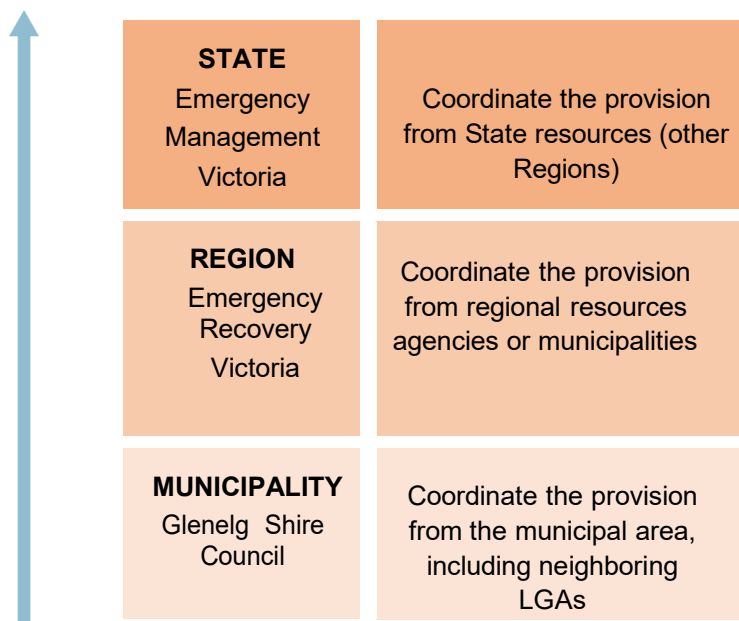 STATE
Emergency
Management
Victoria
Coordinate the provision
from State resources (other
Regions)
REGION
Emergency
Recovery
Victoria
Coordinate the provision
from regional resources
agencies or municipalities
MUNICIPALITY
Glenelg Shire
Council
Coordinate the provision
from the municipal area,
including neighboring
LGAs